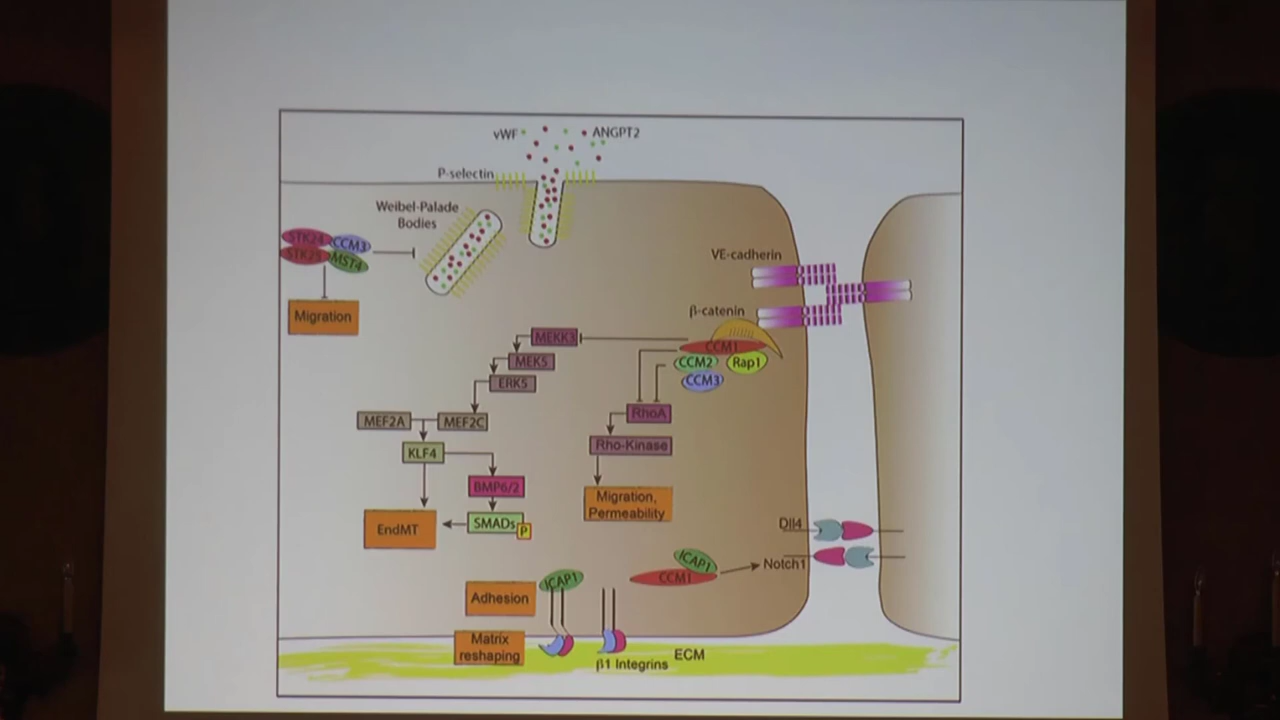 vWF
ANGPT2
P-selectin
Weibel-Palade
Bodies
STK24
CCM3
STK25
MST4
Migration
VE-cadherin
β-catenin
MEKK3
CCM1
MEK5
CCM2
Rap1
ERK5
CCM3
MEF2A
MEF2C
RhoA
KLF4
Rho-Kinase
BMP6/2
Migration,
Permeability
EndMT
SMADs
P
Dll4
Notch1
ICAP1
CCM1
ICAP1
Adhesion
Matrix
reshaping
β1 Integrins
ECM